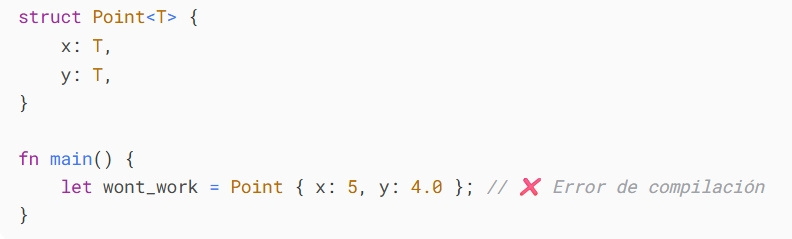 struct Point<T> {
    x: T,
    y: T,
}

fn main() {
    let wont_work = Point { x: 5, y: 4.0 }; // ❌ Error de compilación
}